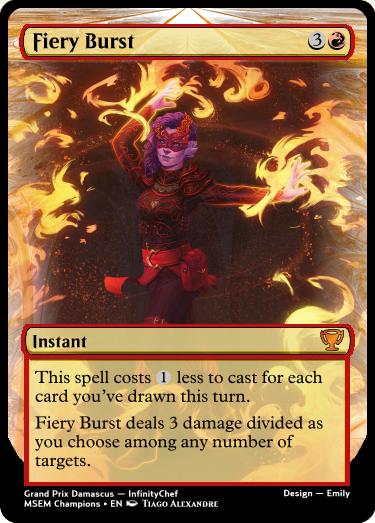 Fiery Burst 3
Instant
This spell costs 1 less to cast for each
card you've drawn this turn.
Fiery Burst deals 3 damage divided as
you choose among any number of
targets.
Grand Prix Damascus — InfinityChef Design — Emily
MSEM Champions • EN Tiago Alexandre